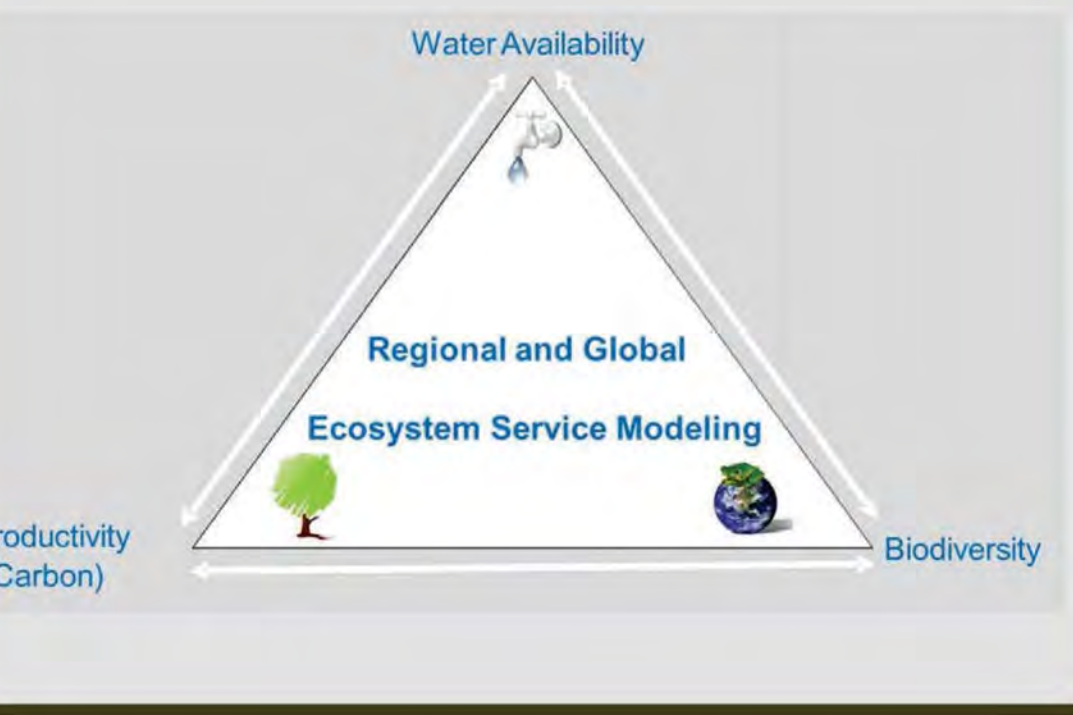 Water Availability
Regional and Global
Ecosystem Service Modeling
roductivity
Carbon)
Biodiversity